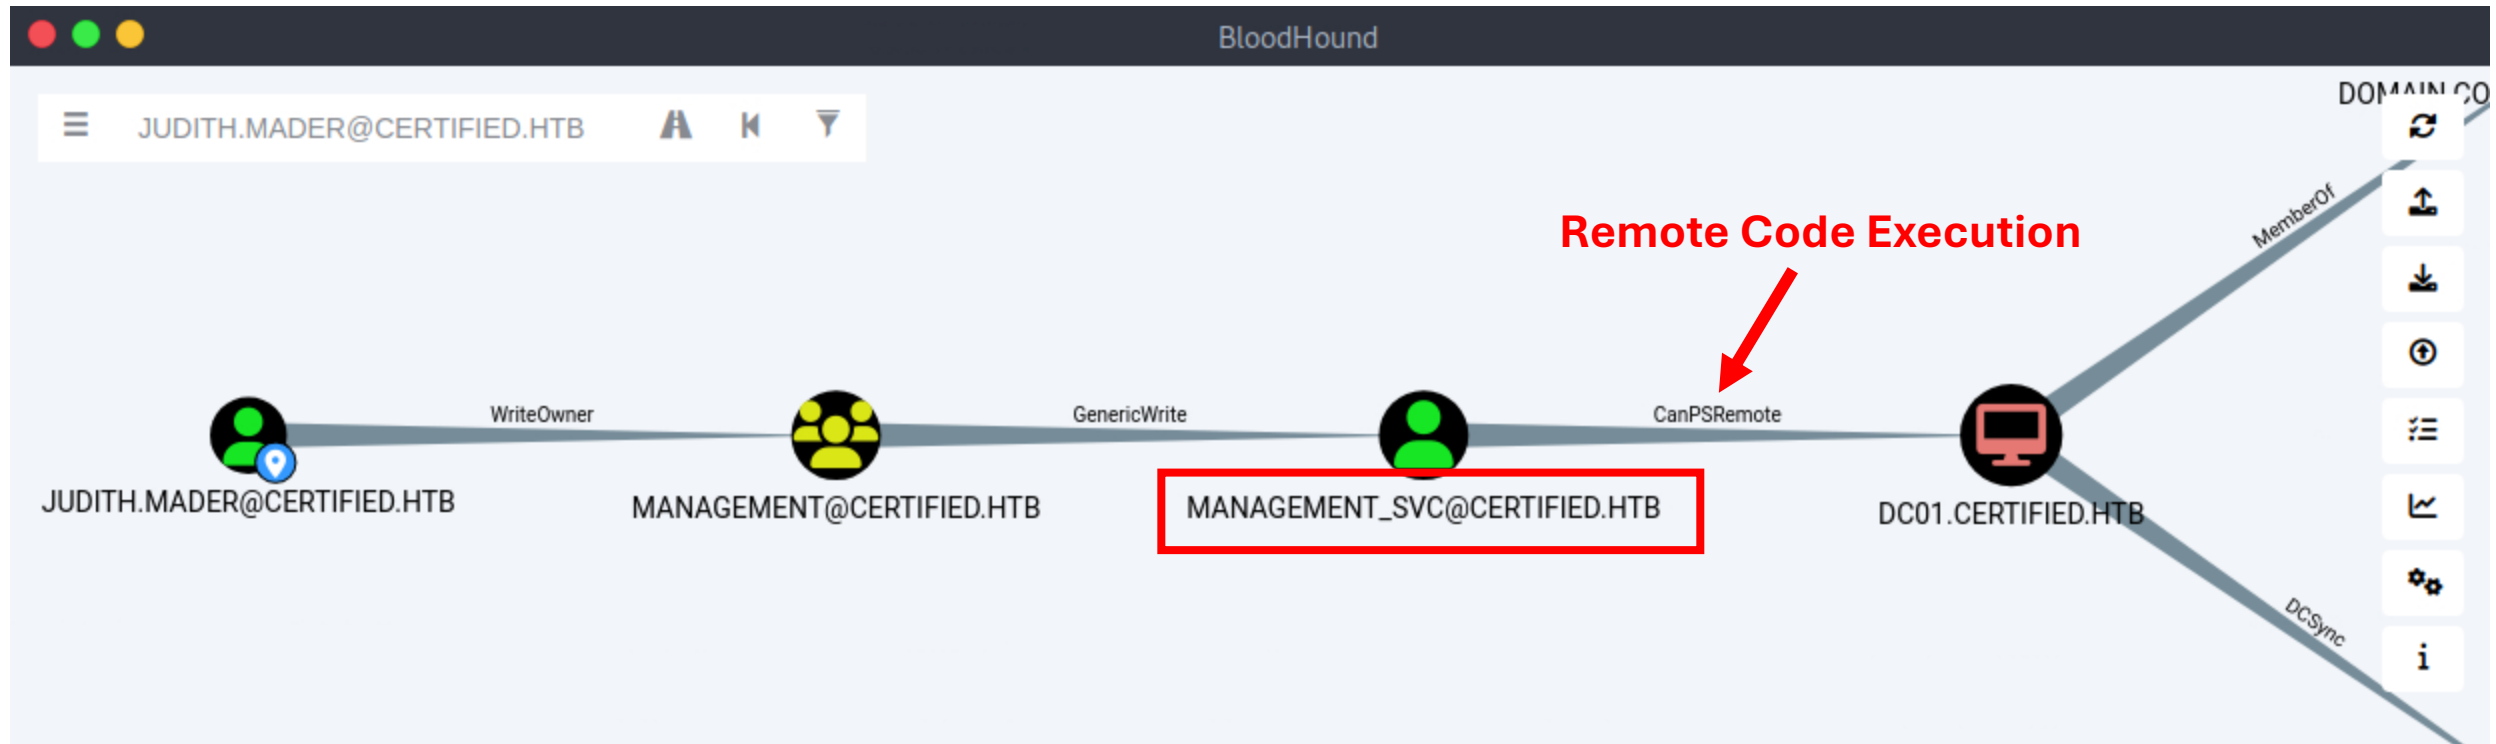 BloodHound
JUDITH.MADER@CERTIFIED.HTB
MemberOf
Remote Code Execution
WriteOwner
GenericWrite
CanPSRemote
JUDITH.MADER@CERTIFIED.HTB
MANAGEMENT@CERTIFIED.HTB
MANAGEMENT_SVC@CERTIFIED.HTB
DC01.CERTIFIED.HTB
DCSync